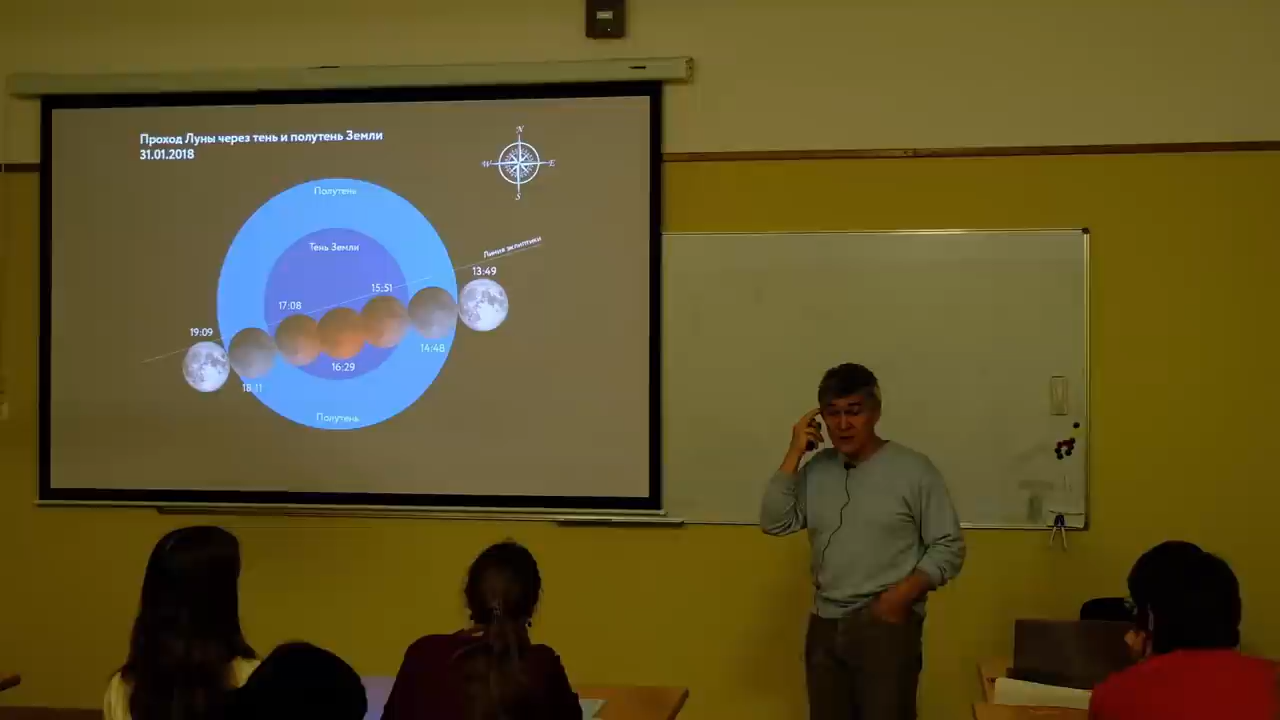 Проход Луны через тень и полутень Земли
31.01.2018
N
W
E
S
Полутень
Тень Земли
Линия эклиптики
13:49
15:51
17:08
19:09
14:48
16:29
18:11
Полутень